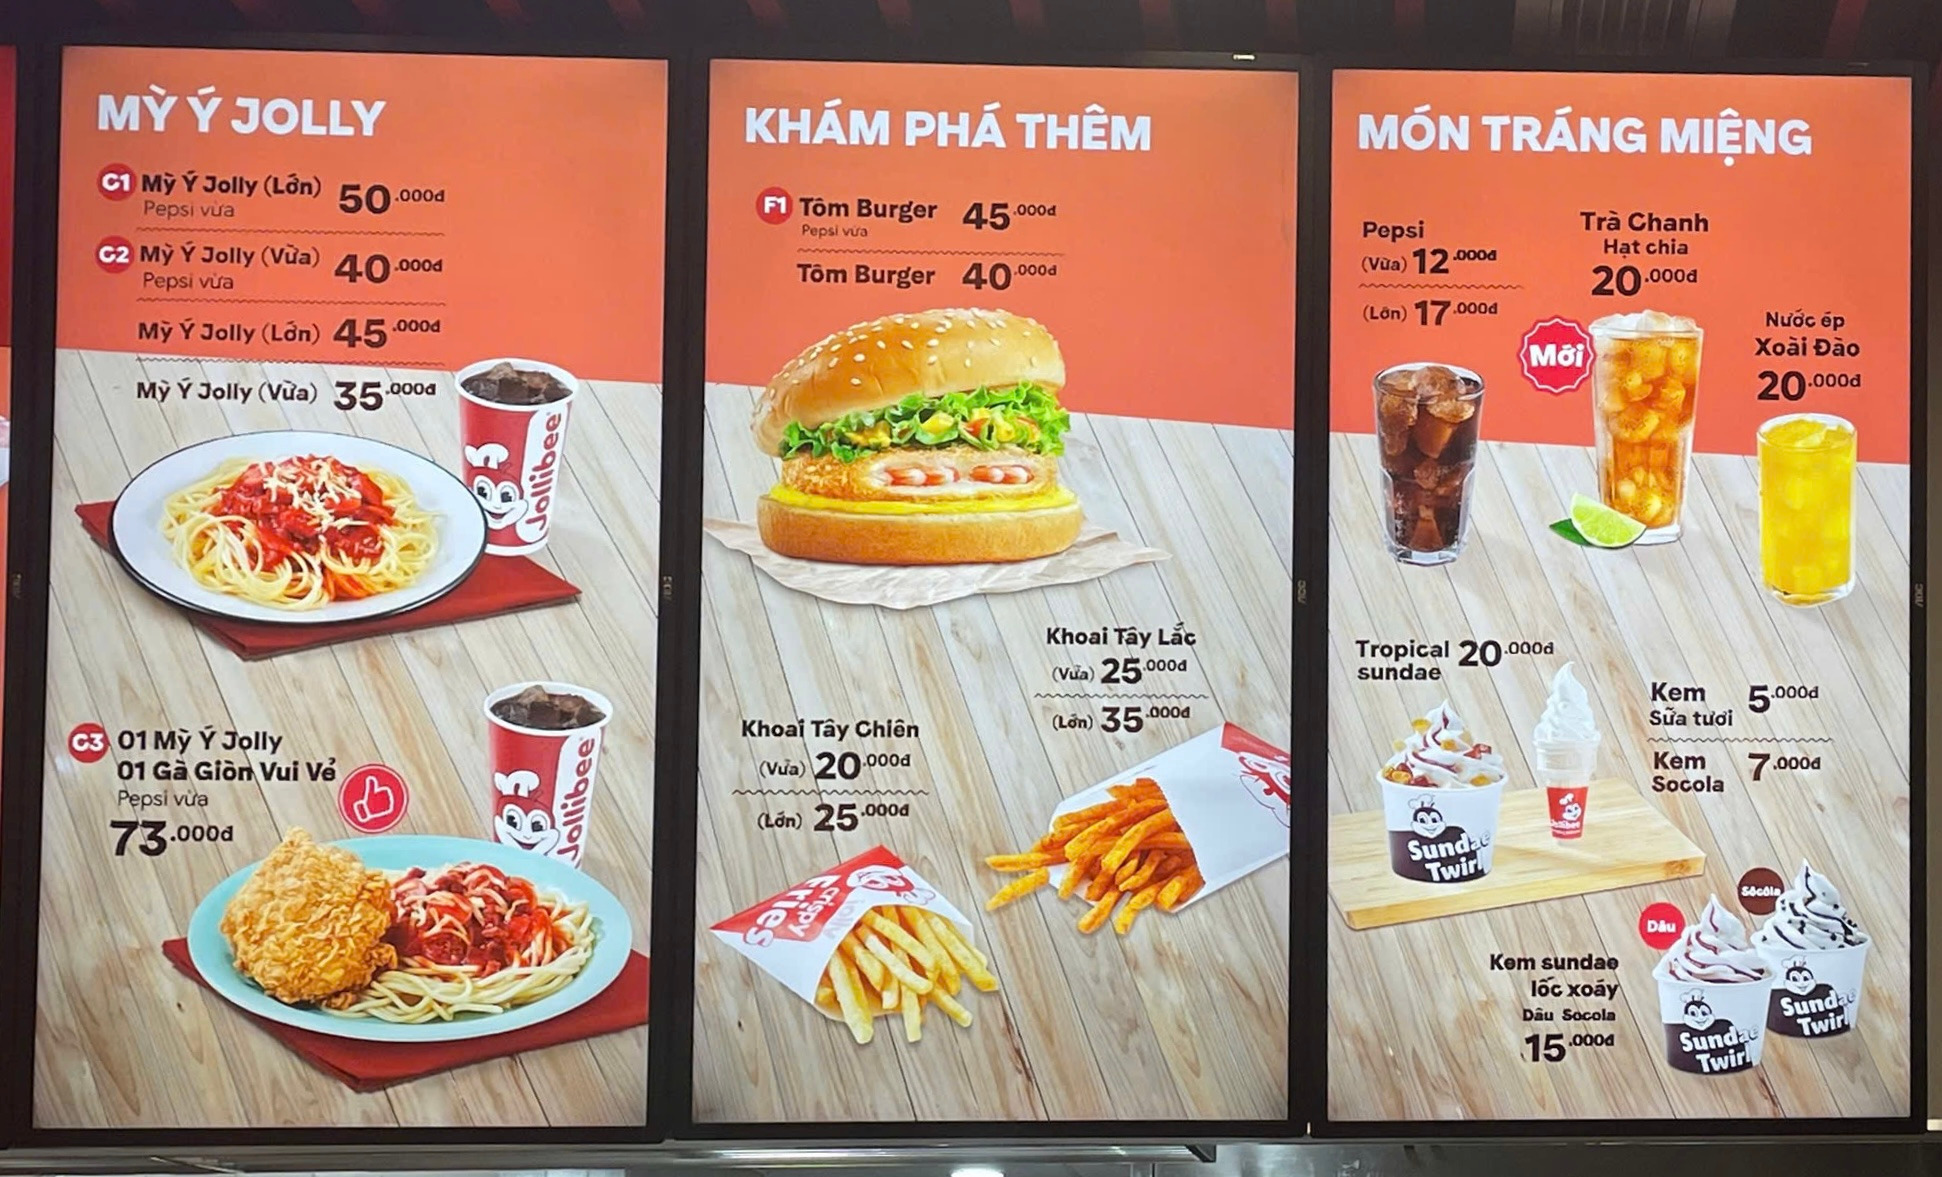 MỲ Ý JOLLY
C1 Mỳ Ý Jolly (Lớn) 50.000đ
Pepsi vừa
C2 Mỳ Ý Jolly (Vừa) 40.000đ
Pepsi vừa
Mỳ Ý Jolly (Lớn) 45.000đ
Mỳ Ý Jolly (Vừa) 35.000đ
Jollibee
C3 01 Mỳ Ý Jolly
01 Gà Giòn Vui Vẻ
Pepsi vừa
73.000đ
Jollibee
KHÁM PHÁ THÊM
F1 Tôm Burger 45.000đ
Pepsi vừa
Tôm Burger 40.000đ
Khoai Tây Lắc
(Vừa) 25.000đ
(Lớn) 35.000đ
Khoai Tây Chiên
(Vừa) 20.000đ
(Lớn) 25.000đ
Crispy
Fries
MÓN TRÁNG MIỆNG
Pepsi
(Vừa) 12.000đ
(Lớn) 17.000đ
Trà Chanh
Hạt chia
20.000đ
Mới
Nước ép
Xoài Đào
20.000đ
Tropical 20.000đ
sundae
Kem 5.000đ
Sữa tươi
Kem 7.000đ
Socola
Sundae
Twirl
Jollibee
Kem sundae
lốc xoáy
Dâu Socola
15.000đ
Dâu
Sôcôla
Sundae
Twirl
Sundae
Twirl